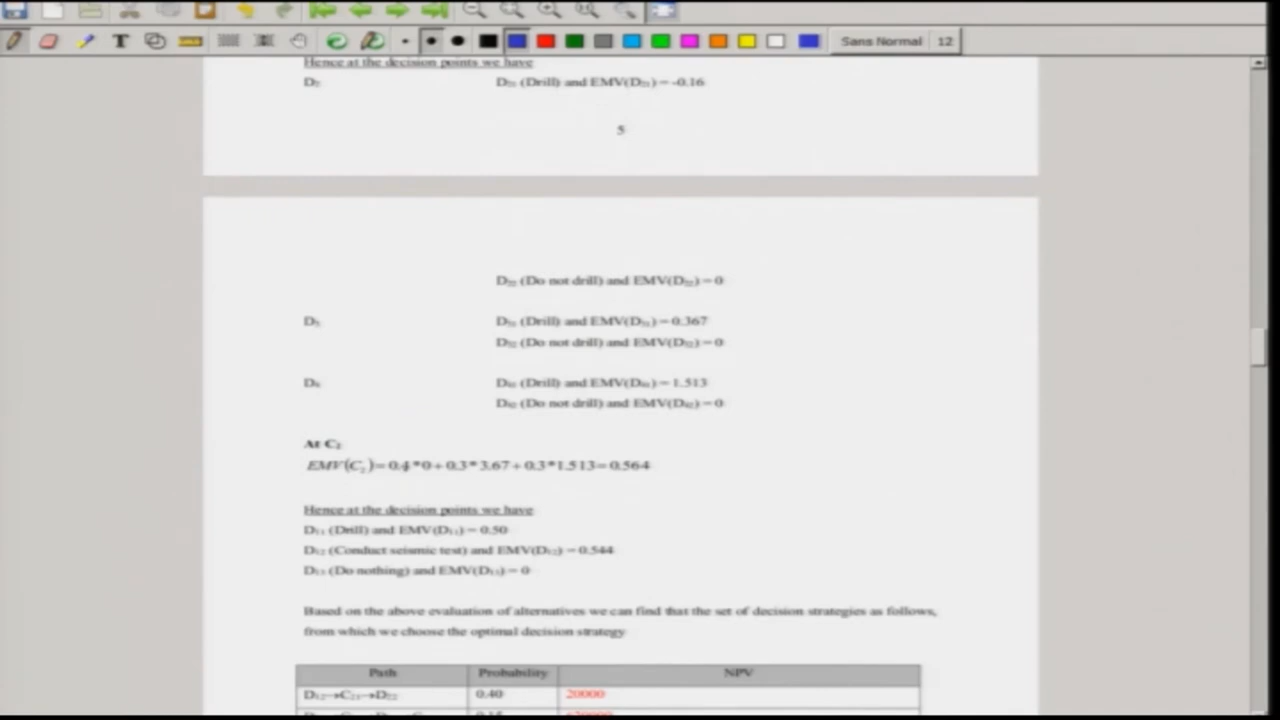 Sans Normal 12
Hence at the decision points we have
D₂ D₂₁ (Drill) and EMV(D₂₁) = -0.16
5
D₂₂ (Do not drill) and EMV(D₂₂) = 0
D₃ D₃₁ (Drill) and EMV(D₃₁) = 0.367
D₃₂ (Do not drill) and EMV(D₃₂) = 0
D₄ D₄₁ (Drill) and EMV(D₄₁) = 1.513
D₄₂ (Do not drill) and EMV(D₄₂) = 0
At C₂
EMV(C₂) = 0.4*0 + 0.3*3.67 + 0.3*1.513 = 0.564
Hence at the decision points we have
D₁₁ (Drill) and EMV(D₁₁) = 0.50
D₁₂ (Conduct seismic test) and EMV(D₁₂) = 0.544
D₁₃ (Do nothing) and EMV(D₁₃) = 0
Based on the above evaluation of alternatives we can find that the set of decision strategies as follows,
from which we choose the optimal decision strategy
Path Probability NPV
D₁₂→C₂₁→D₂₂ 0.40 20000